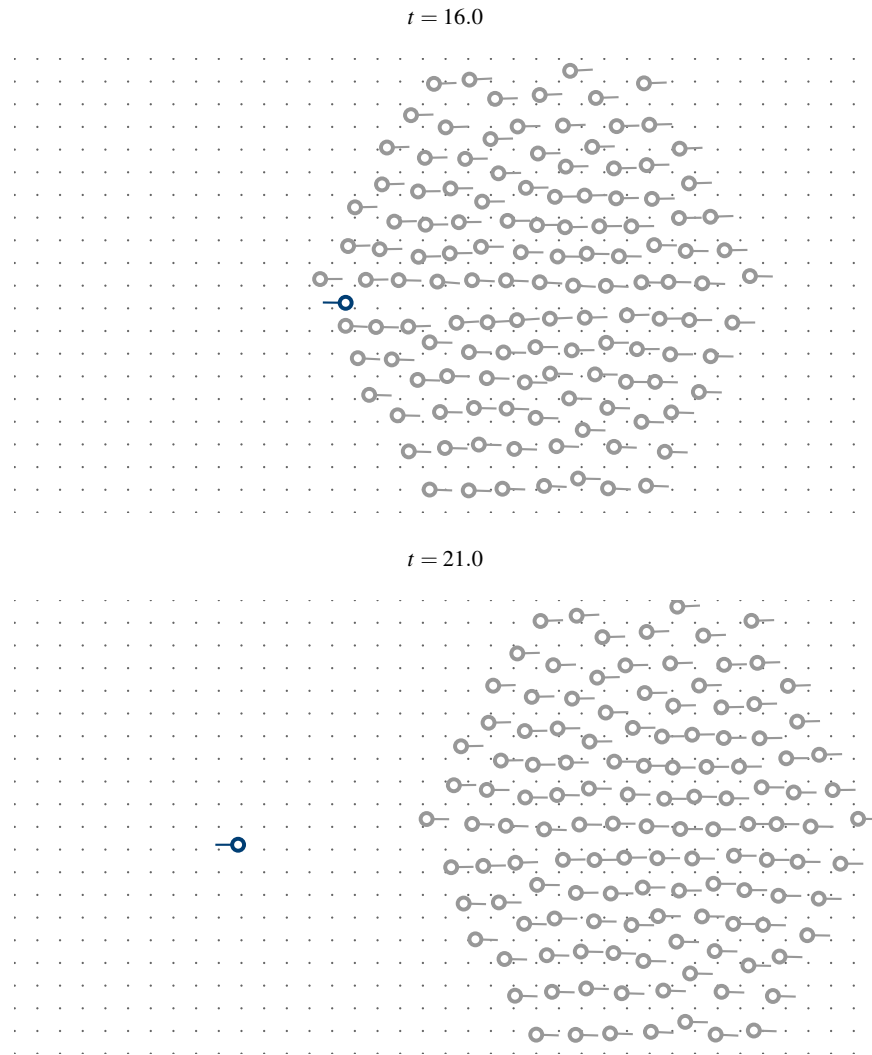 t = 16.0
t = 21.0